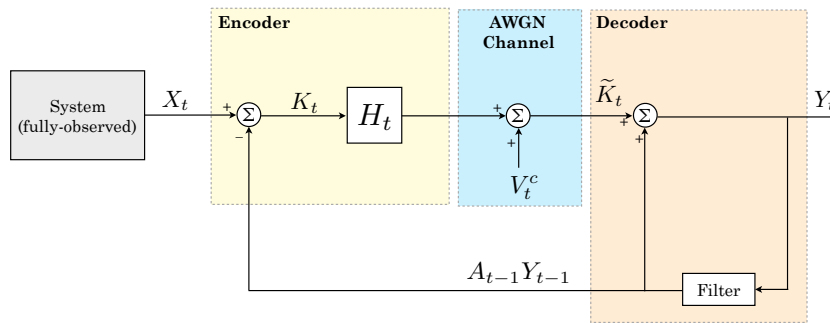 Encoder
AWGN
Channel
Decoder
System
(fully-observed)
X_t
+
Σ
−
K_t
H_t
+
Σ
+
V_t^c
K̃_t
+
Σ
+
Y_t
A_{t−1}Y_{t−1}
Filter